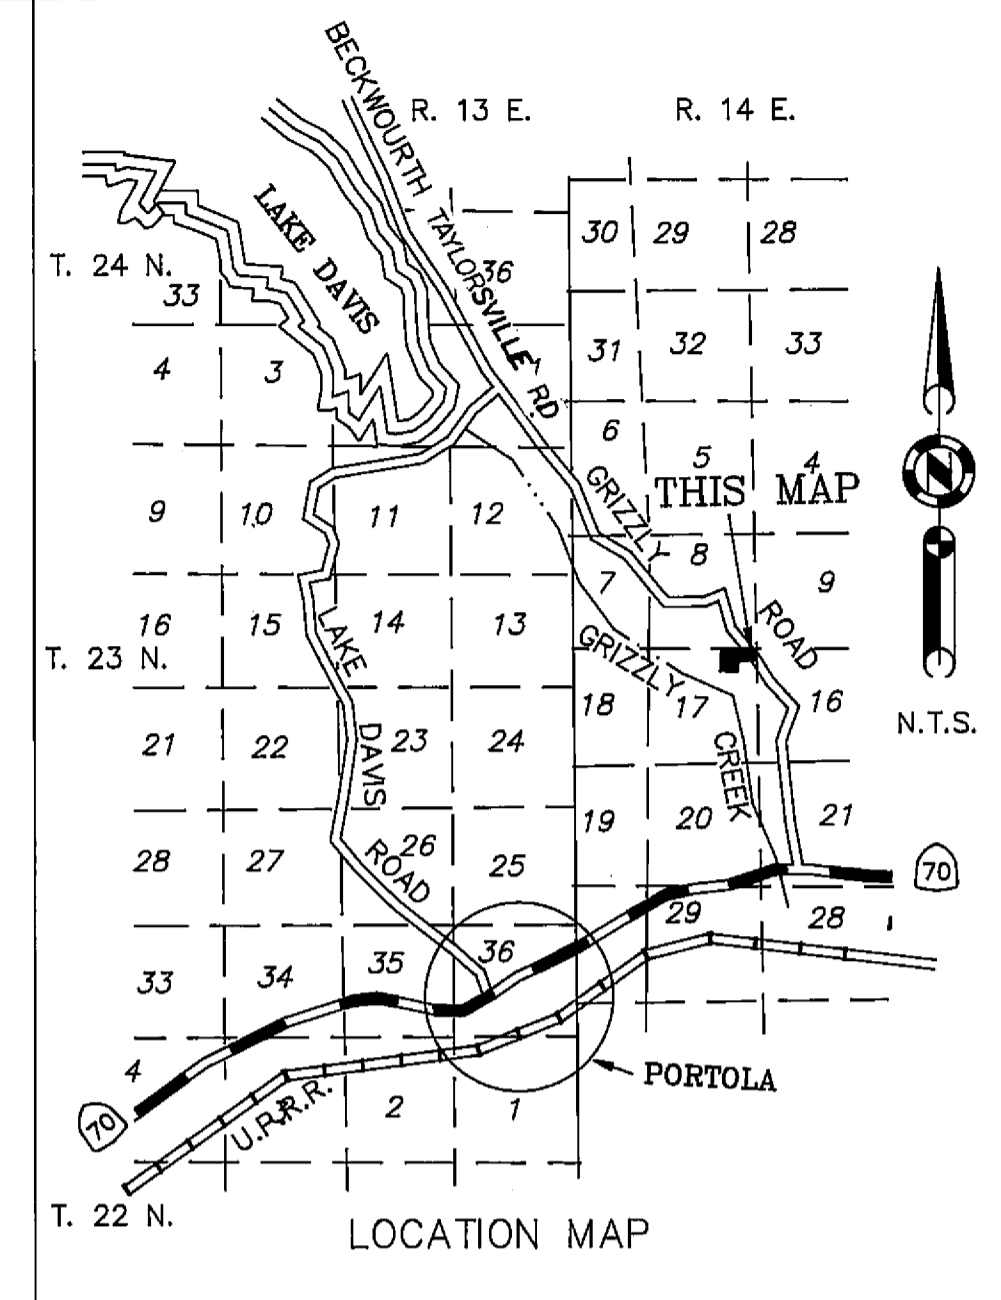 BECKWOURTH TAYLORSVILLE RD
R. 13 E.
R. 14 E.
LAKE DAVIS
30 29 28
T. 24 N.
33
36
31 32 33
4 3
6 5 4
THIS MAP
GRIZZLY ROAD
9 10 11 12
8
7 9
16 15 14 13
T. 23 N.
GRIZZLY CREEK
LAKE DAVIS ROAD
18 17 16
N.T.S.
21 22 23 24
19 20 21
28 27 26 25
70
29 28
33 34 35 36
4
PORTOLA
70
U.P.R.R.
2 1
T. 22 N.
LOCATION MAP
N